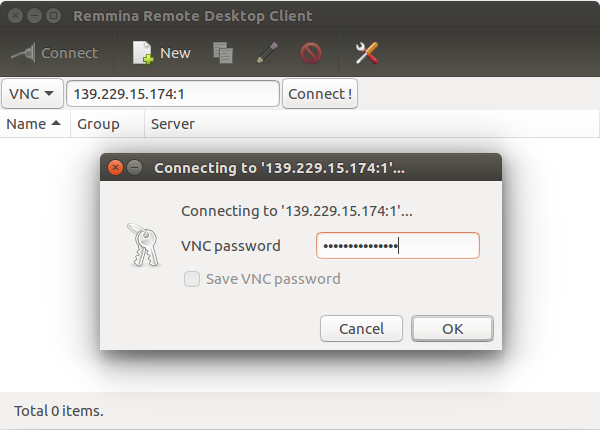 Remmina Remote Desktop Client
Connect New
VNC 139.229.15.174:1 Connect !
Name Group Server
Connecting to '139.229.15.174:1'...
Connecting to '139.229.15.174:1'...
VNC password •••••••••••••••
Save VNC password
Cancel OK
Total 0 items.